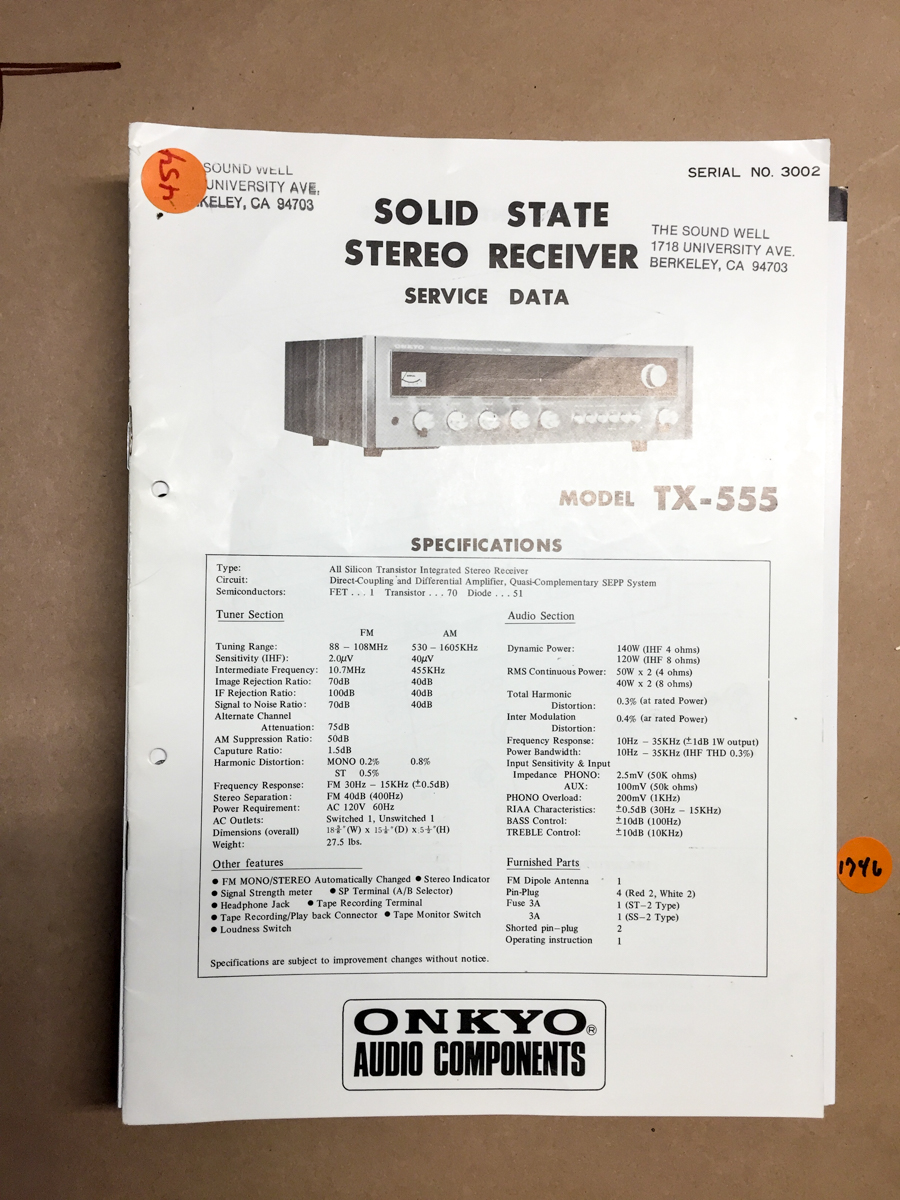 454
SOUND WELL
UNIVERSITY AVE,
KELEY, CA 94703
SERIAL NO. 3002
SOLID STATE
STEREO RECEIVER
SERVICE DATA
THE SOUND WELL
1718 UNIVERSITY AVE.
BERKELEY, CA 94703
ONKYO
MODEL TX-555
SPECIFICATIONS
Type: All Silicon Transistor Integrated Stereo Receiver
Circuit: Direct-Coupling and Differential Amplifier, Quasi-Complementary SEPP System
Semiconductors: FET . . . 1 Transistor . . . 70 Diode . . . 51
Tuner Section
FM AM
Tuning Range: 88 – 108MHz 530 - 1605KHz
Sensitivity (IHF): 2.0µV 40µV
Intermediate Frequency: 10.7MHz 455KHz
Image Rejection Ratio: 70dB 40dB
IF Rejection Ratio: 100dB 40dB
Signal to Noise Ratio: 70dB 40dB
Alternate Channel
Attenuation: 75dB
AM Suppression Ratio: 50dB
Caputure Ratio: 1.5dB
Harmonic Distortion: MONO 0.2% 0.8%
ST 0.5%
Frequency Response: FM 30Hz - 15KHz (±0.5dB)
Stereo Separation: FM 40dB (400Hz)
Power Requirement: AC 120V 60Hz
AC Outlets: Switched 1, Unswitched 1
Dimensions (overall) (W) x (D) x (H)
Weight: 27.5 lbs.
Audio Section
Dynamic Power: 140W (IHF 4 ohms)
120W (IHF 8 ohms)
RMS Continuous Power: 50W x 2 (4 ohms)
40W x 2 (8 ohms)
Total Harmonic
Distortion: 0.3% (at rated Power)
Inter Modulation
Distortion: 0.4% (ar rated Power)
Frequency Response: 10Hz – 35KHz (±1dB 1W output)
Power Bandwidth: 10Hz – 35KHz (IHF THD 0.3%)
Input Sensitivity & Input
Impedance PHONO: 2.5mV (50K ohms)
AUX: 100mV (50k ohms)
PHONO Overload: 200mV (1KHz)
RIAA Characteristics: ±0.5dB (30Hz – 15KHz)
BASS Control: ±10dB (100Hz)
TREBLE Control: ±10dB (10KHz)
Other features
● FM MONO/STEREO Automatically Changed ● Stereo Indicator
● Signal Strength meter ● SP Terminal (A/B Selector)
● Headphone Jack ● Tape Recording Terminal
● Tape Recording/Play back Connector ● Tape Monitor Switch
● Loudness Switch
Furnished Parts
FM Dipole Antenna 1
Pin-Plug 4 (Red 2, White 2)
Fuse 3A 1 (ST-2 Type)
3A 1 (SS-2 Type)
Shorted pin-plug 2
Operating instruction 1
Specifications are subject to improvement changes without notice.
ONKYO®
AUDIO COMPONENTS
1746